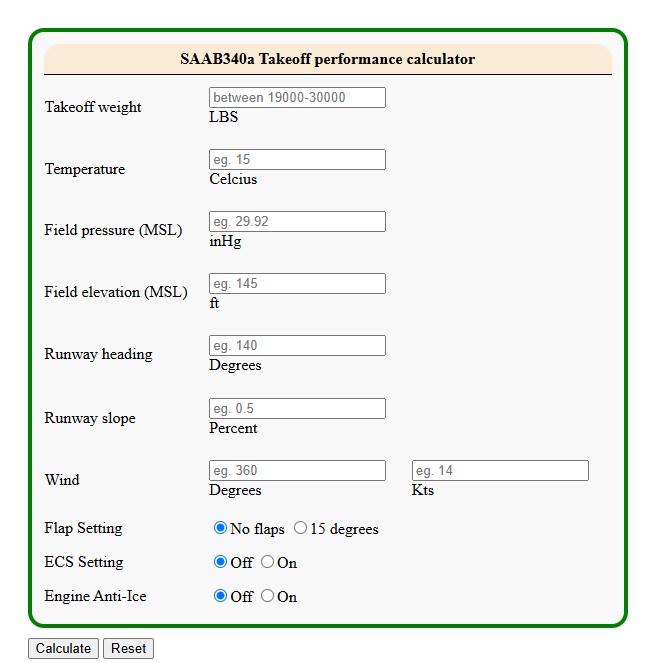 SAAB340a Takeoff performance calculator
Takeoff weight between 19000-30000
LBS
Temperature eg. 15
Celcius
Field pressure (MSL) eg. 29.92
inHg
Field elevation (MSL) eg. 145
ft
Runway heading eg. 140
Degrees
Runway slope eg. 0.5
Percent
Wind eg. 360 eg. 14
Degrees Kts
Flap Setting No flaps 15 degrees
ECS Setting Off On
Engine Anti-Ice Off On
Calculate Reset